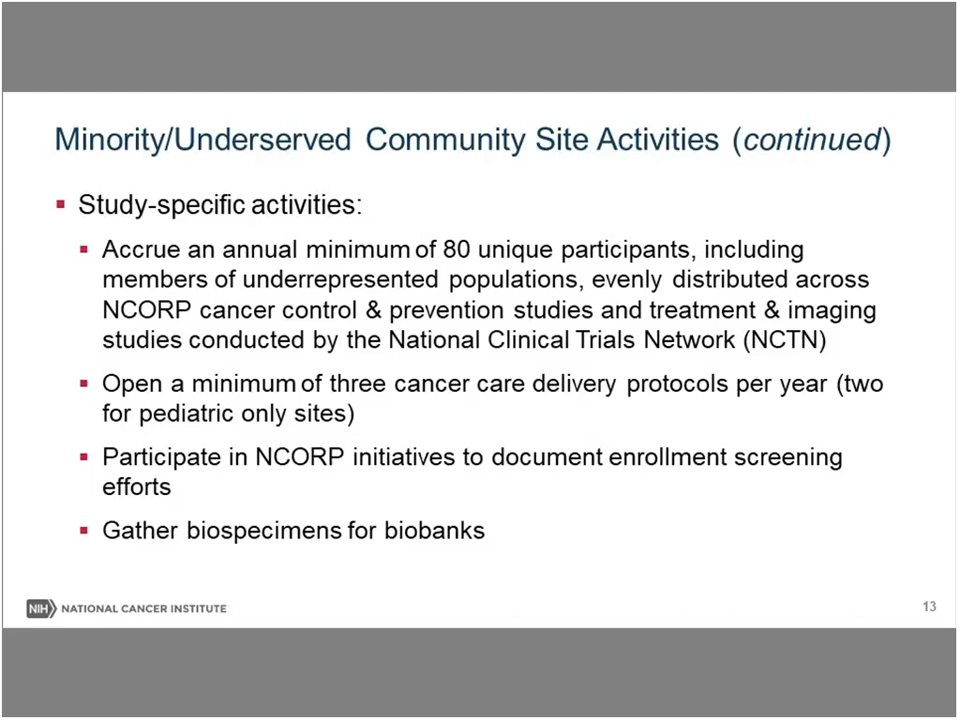 Minority/Underserved Community Site Activities (continued)
▪ Study-specific activities:
▪ Accrue an annual minimum of 80 unique participants, including
members of underrepresented populations, evenly distributed across
NCORP cancer control & prevention studies and treatment & imaging
studies conducted by the National Clinical Trials Network (NCTN)
▪ Open a minimum of three cancer care delivery protocols per year (two
for pediatric only sites)
▪ Participate in NCORP initiatives to document enrollment screening
efforts
▪ Gather biospecimens for biobanks
NIH NATIONAL CANCER INSTITUTE
13